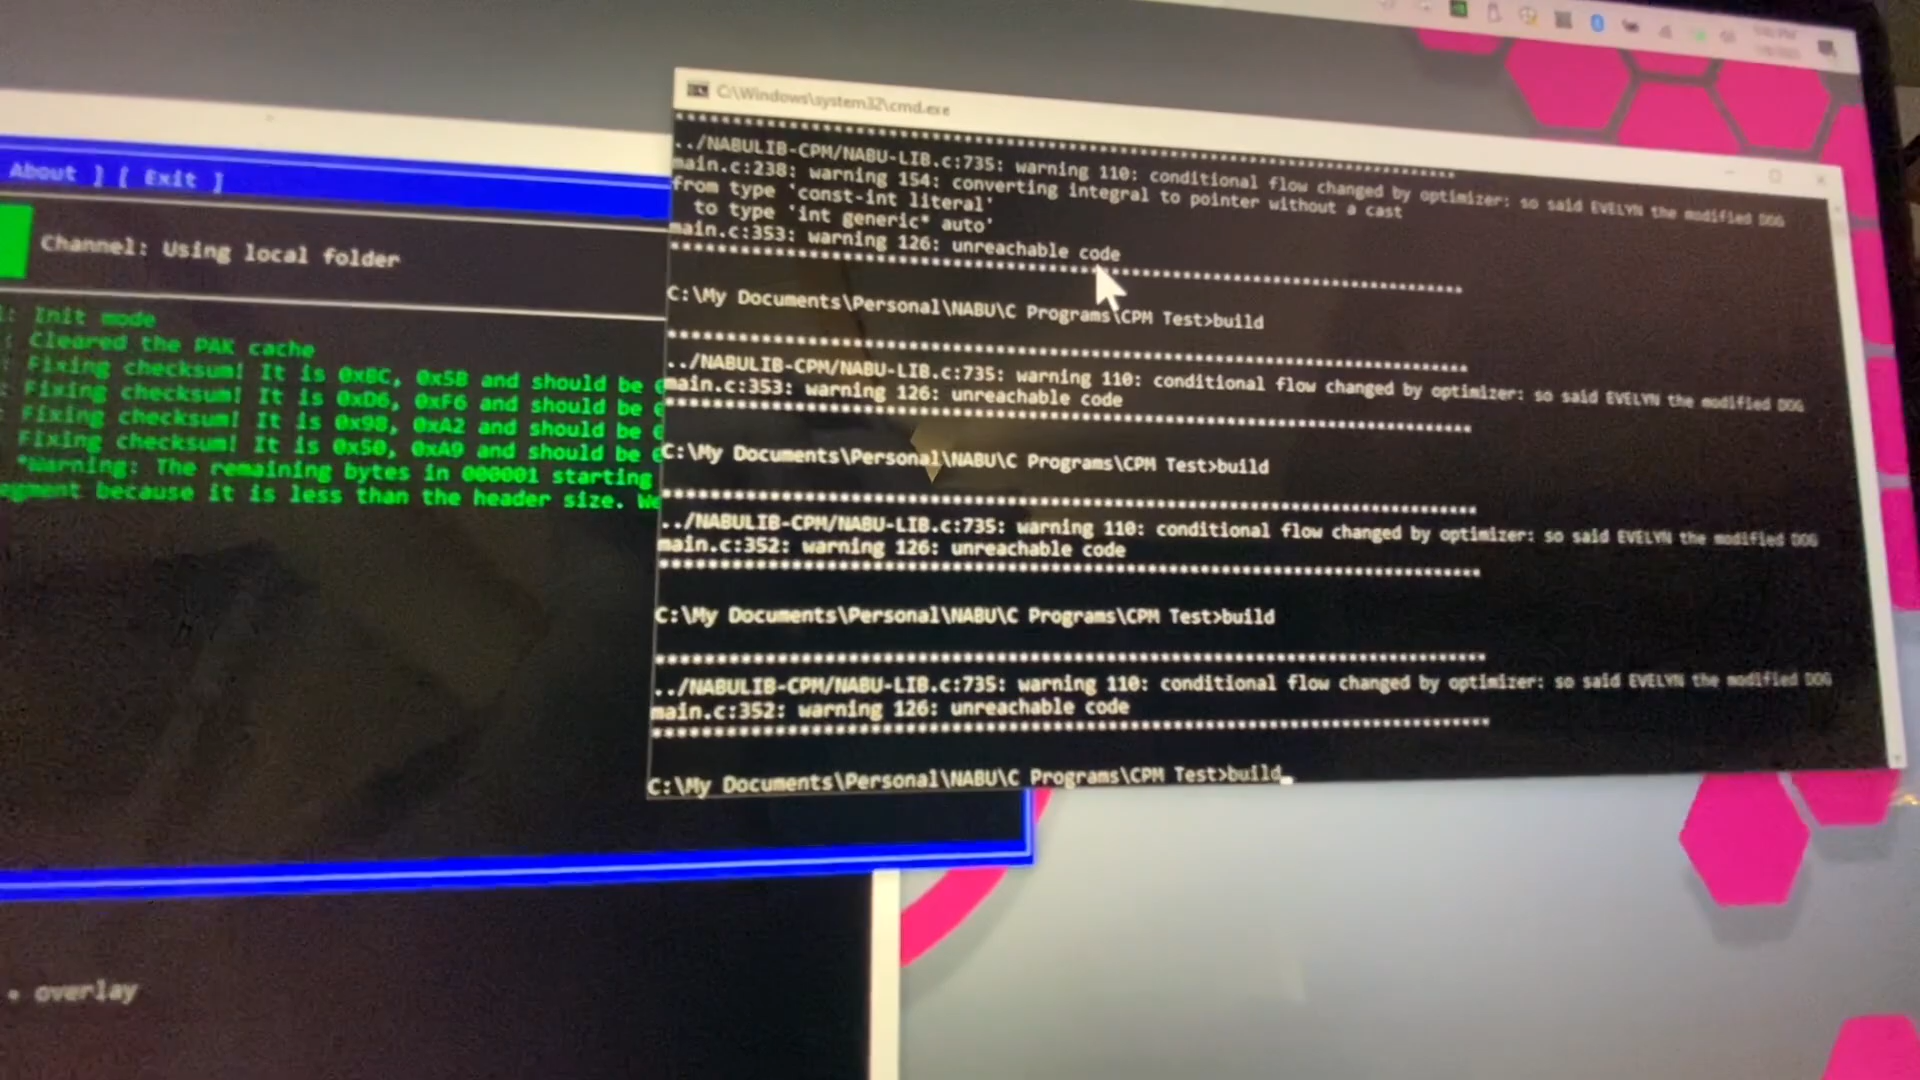 About ] [ Exit ]
Channel: Using local folder
Init mode
Cleared the PAK cache
Fixing checksum! It is 0xBC, 0x5B and should be
Fixing checksum! It is 0xD6, 0xF6 and should be
Fixing checksum! It is 0x98, 0xA2 and should be
Fixing checksum! It is 0x50, 0xA9 and should be
*Warning: The remaining bytes in 000001 starting
because it is less than the header size. We
• overlay
C:\Windows\system32\cmd.exe
../NABULIB-CPM/NABU-LIB.c:735: warning 110: conditional flow changed by optimizer: so said EVELYN the modified DOG
main.c:238: warning 154: converting integral to pointer without a cast
from type 'const-int literal'
to type 'int generic* auto'
main.c:353: warning 126: unreachable code
C:\My Documents\Personal\NABU\C Programs\CPM Test>build
../NABULIB-CPM/NABU-LIB.c:735: warning 110: conditional flow changed by optimizer: so said EVELYN the modified DOG
main.c:353: warning 126: unreachable code
C:\My Documents\Personal\NABU\C Programs\CPM Test>build
../NABULIB-CPM/NABU-LIB.c:735: warning 110: conditional flow changed by optimizer: so said EVELYN the modified DOG
main.c:352: warning 126: unreachable code
C:\My Documents\Personal\NABU\C Programs\CPM Test>build
../NABULIB-CPM/NABU-LIB.c:735: warning 110: conditional flow changed by optimizer: so said EVELYN the modified DOG
main.c:352: warning 126: unreachable code
C:\My Documents\Personal\NABU\C Programs\CPM Test>build_